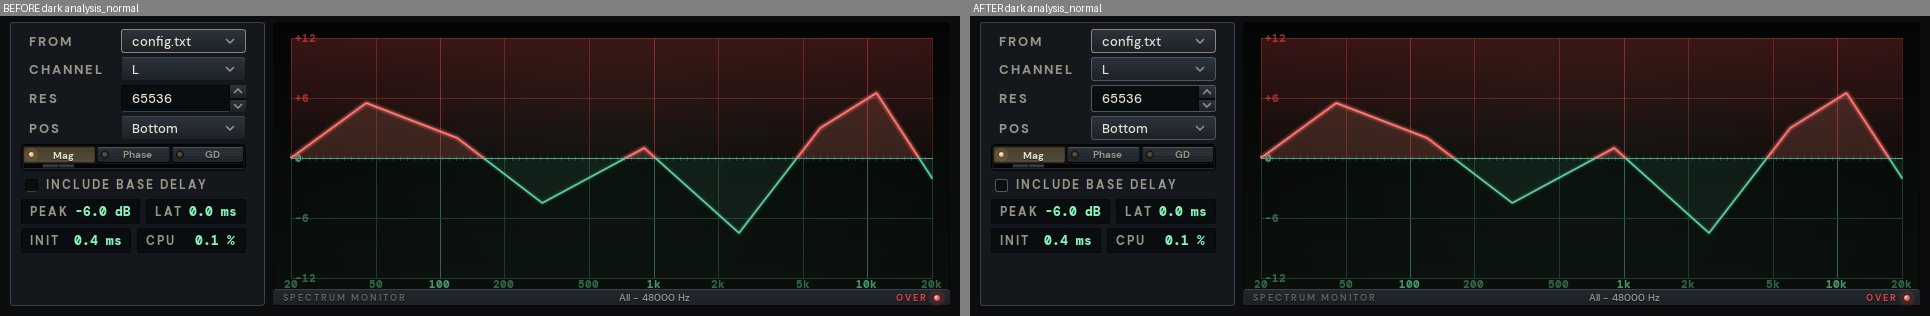 BEFORE dark analysis_normal
FROM config.txt
CHANNEL L
RES 65536
POS Bottom
Mag Phase GD
INCLUDE BASE DELAY
PEAK -6.0 dB LAT 0.0 ms
INIT 0.4 ms CPU 0.1 %
+12
+6
0
-6
-12
20 50 100 200 500 1k 2k 5k 10k 20k
SPECTRUM MONITOR All - 48000 Hz OVER
AFTER dark analysis_normal
FROM config.txt
CHANNEL L
RES 65536
POS Bottom
Mag Phase GD
INCLUDE BASE DELAY
PEAK -6.0 dB LAT 0.0 ms
INIT 0.4 ms CPU 0.1 %
+12
+6
0
-6
-12
20 50 100 200 500 1k 2k 5k 10k 20k
SPECTRUM MONITOR All - 48000 Hz OVER